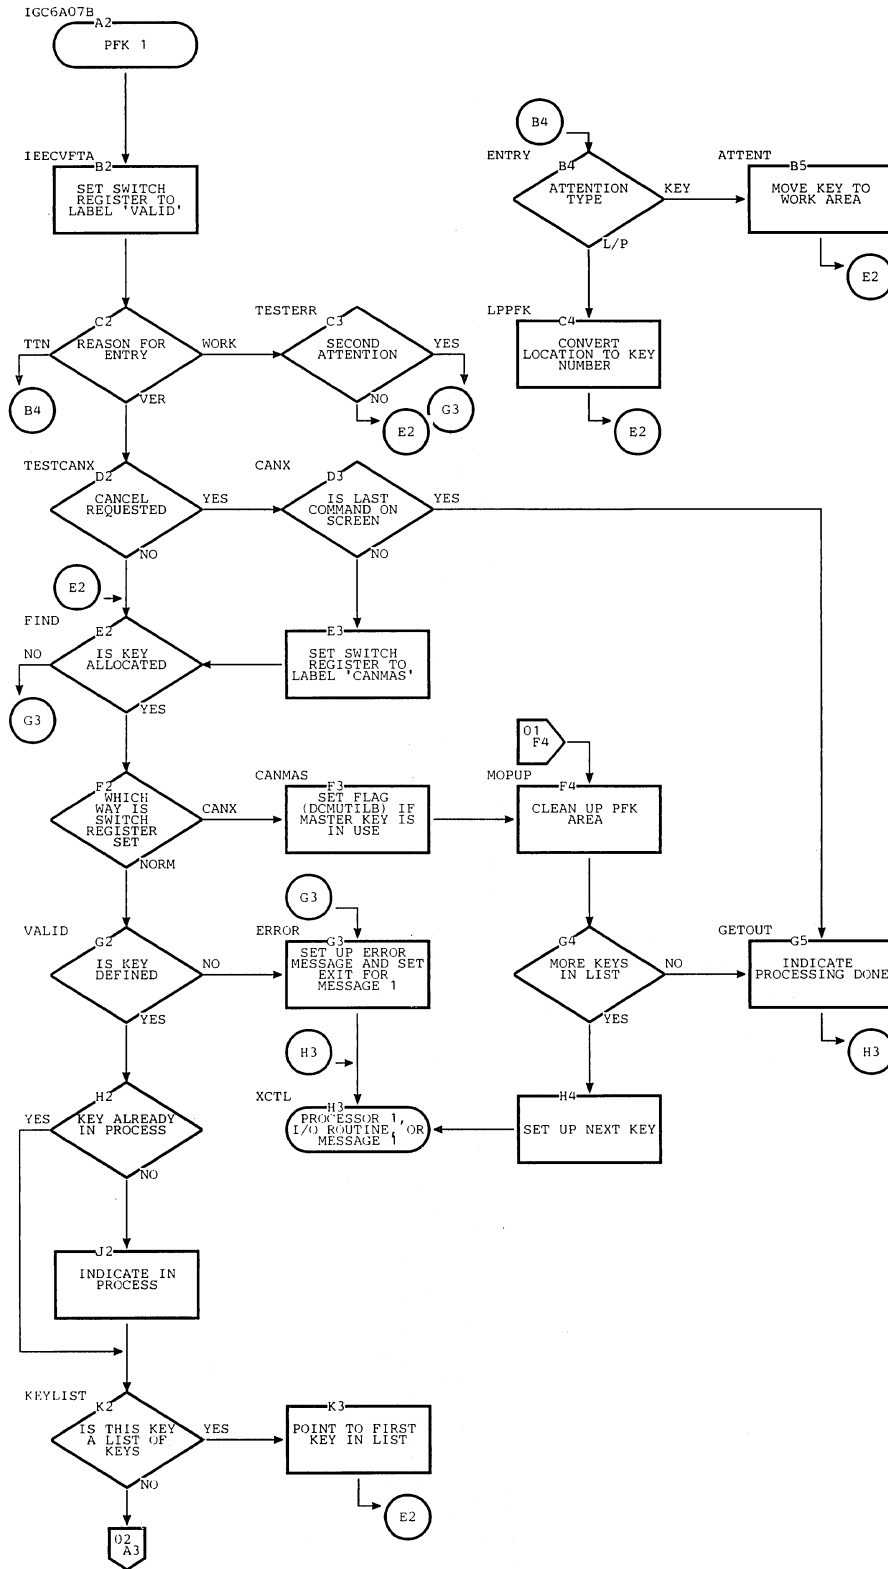 IGC6A07B
A2
PFK 1
IEECVFTA
B2
SET SWITCH
REGISTER TO
LABEL 'VALID'
B4
ENTRY
B4
ATTENTION
TYPE
KEY
L/P
ATTENT
B5
MOVE KEY TO
WORK AREA
E2
C2
REASON FOR
ENTRY
TTN
WORK
VER
B4
TESTERR
C3
SECOND
ATTENTION
YES
NO
E2
G3
LPPFK
C4
CONVERT
LOCATION TO KEY
NUMBER
E2
TESTCANX
D2
CANCEL
REQUESTED
YES
NO
CANX
D3
IS LAST
COMMAND ON
SCREEN
YES
NO
E2
FIND
E2
IS KEY
ALLOCATED
NO
YES
G3
E3
SET SWITCH
REGISTER TO
LABEL 'CANMAS'
01
F4
F2
WHICH
WAY IS
SWITCH
REGISTER
SET
CANX
NORM
CANMAS
F3
SET FLAG
(DCMUTILB) IF
MASTER KEY IS
IN USE
MOPUP
F4
CLEAN UP PFK
AREA
G3
VALID
G2
IS KEY
DEFINED
NO
YES
ERROR
G3
SET UP ERROR
MESSAGE AND SET
EXIT FOR
MESSAGE 1
G4
MORE KEYS
IN LIST
NO
YES
GETOUT
G5
INDICATE
PROCESSING DONE
H3
H3
H2
KEY ALREADY
IN PROCESS
YES
NO
XCTL
H3
PROCESSOR 1,
I/O ROUTINE, OR
MESSAGE 1
H4
SET UP NEXT KEY
J2
INDICATE IN
PROCESS
KEYLIST
K2
IS THIS KEY
A LIST OF
KEYS
YES
NO
K3
POINT TO FIRST
KEY IN LIST
E2
02
A3